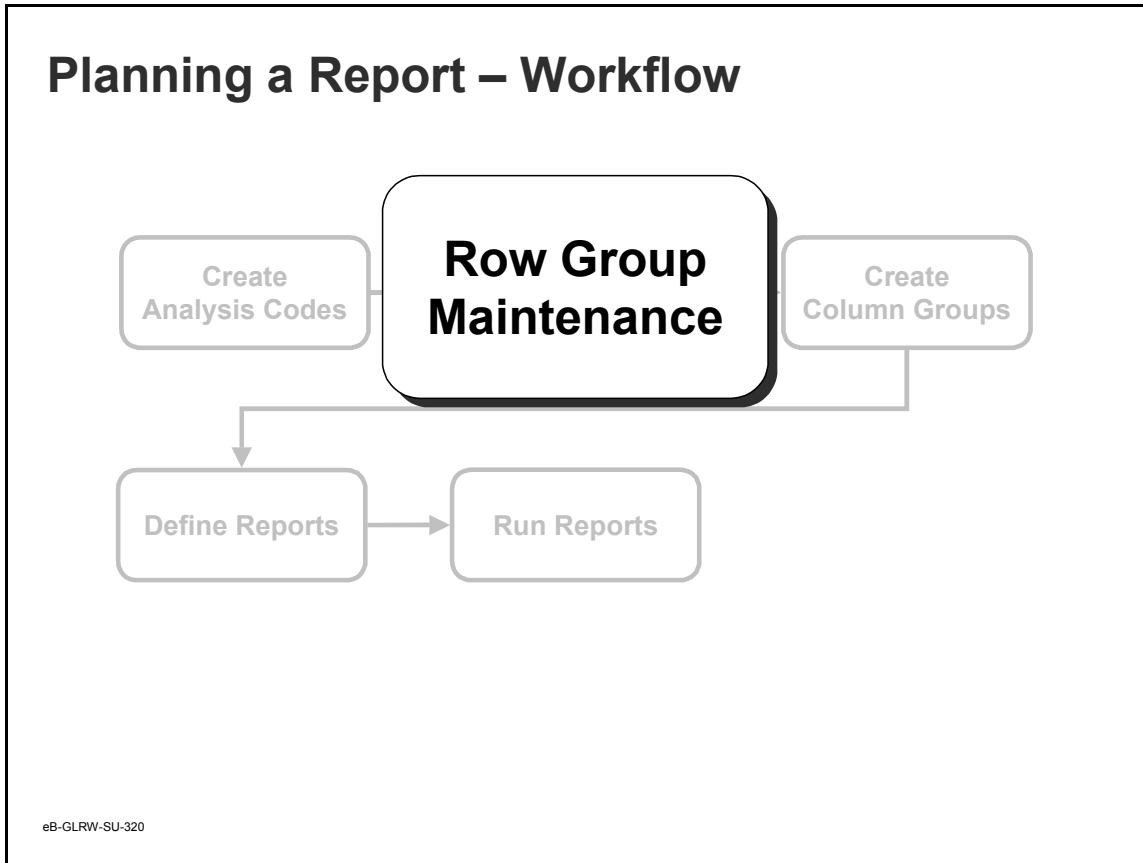 Planning a Report – Workflow
Create
Analysis Codes
Row Group
Maintenance
Create
Column Groups
Define Reports
Run Reports
eB-GLRW-SU-320